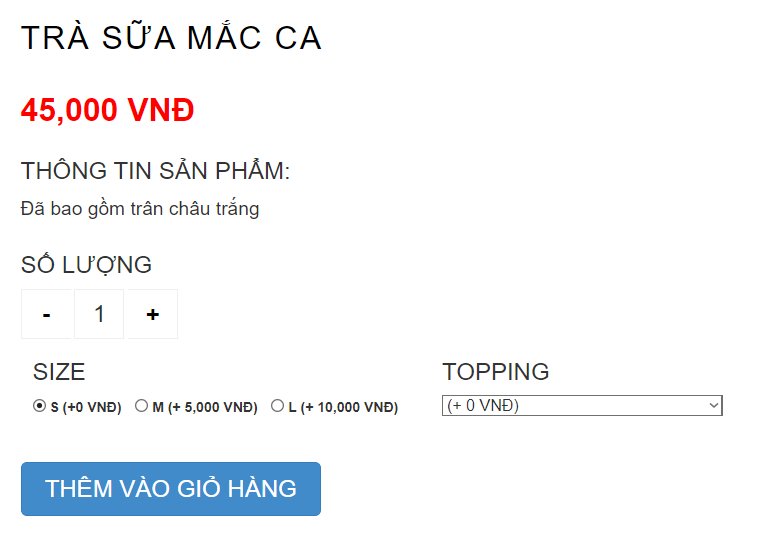 TRÀ SỮA MẮC CA
45,000 VNĐ
THÔNG TIN SẢN PHẨM:
Đã bao gồm trân châu trắng
SỐ LƯỢNG
- 1 +
SIZE
S (+0 VNĐ) M (+ 5,000 VNĐ) L (+ 10,000 VNĐ)
TOPPING
(+ 0 VNĐ)
THÊM VÀO GIỎ HÀNG